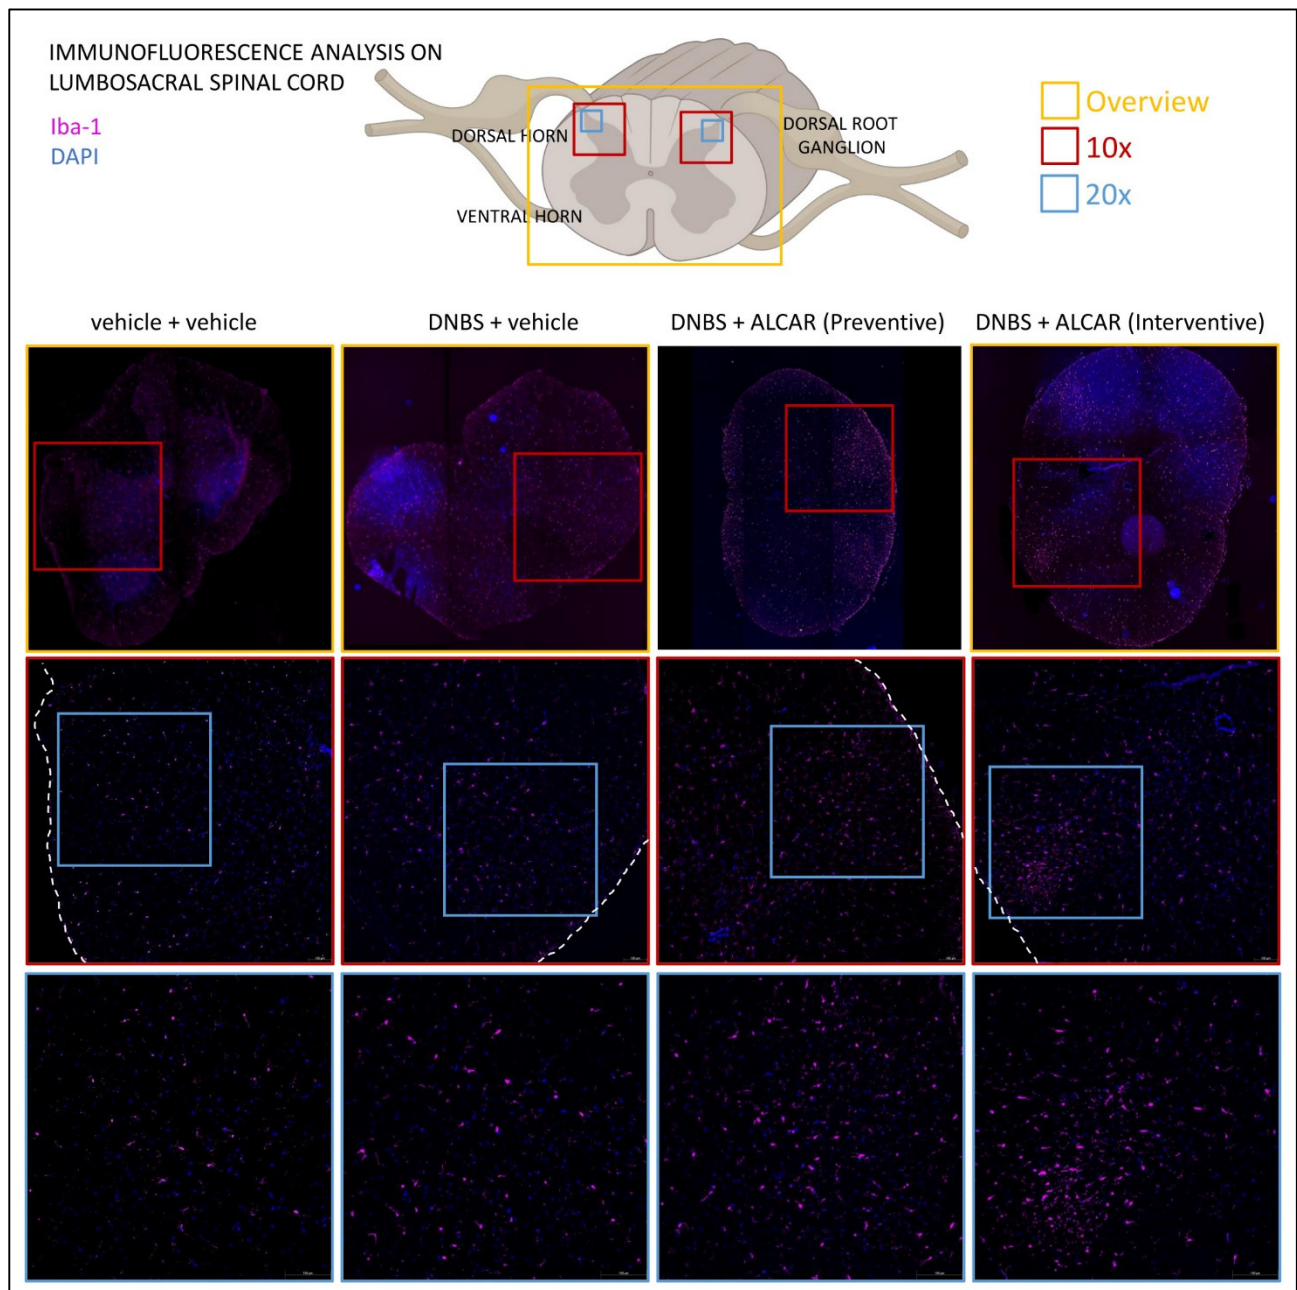 IMMUNOFLUORESCENCE ANALYSIS ON
LUMBOSACRAL SPINAL CORD
Iba-1
DAPI
DORSAL HORN
VENTRAL HORN
DORSAL ROOT
GANGLION
Overview
10x
20x
vehicle + vehicle
DNBS + vehicle
DNBS + ALCAR (Preventive)
DNBS + ALCAR (Interventive)